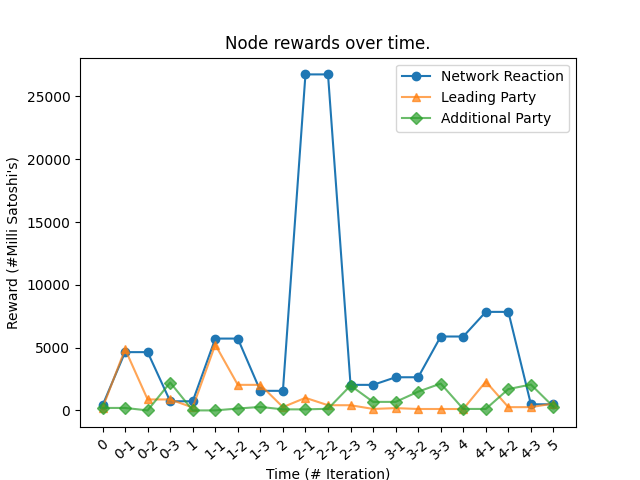 Node rewards over time.
Network Reaction
Leading Party
Additional Party
Reward (#Milli Satoshi's)
25000
20000
15000
10000
5000
0
0 0-1 0-2 0-3 1 1-1 1-2 1-3 2 2-1 2-2 2-3 3 3-1 3-2 3-3 4 4-1 4-2 4-3 5
Time (# Iteration)